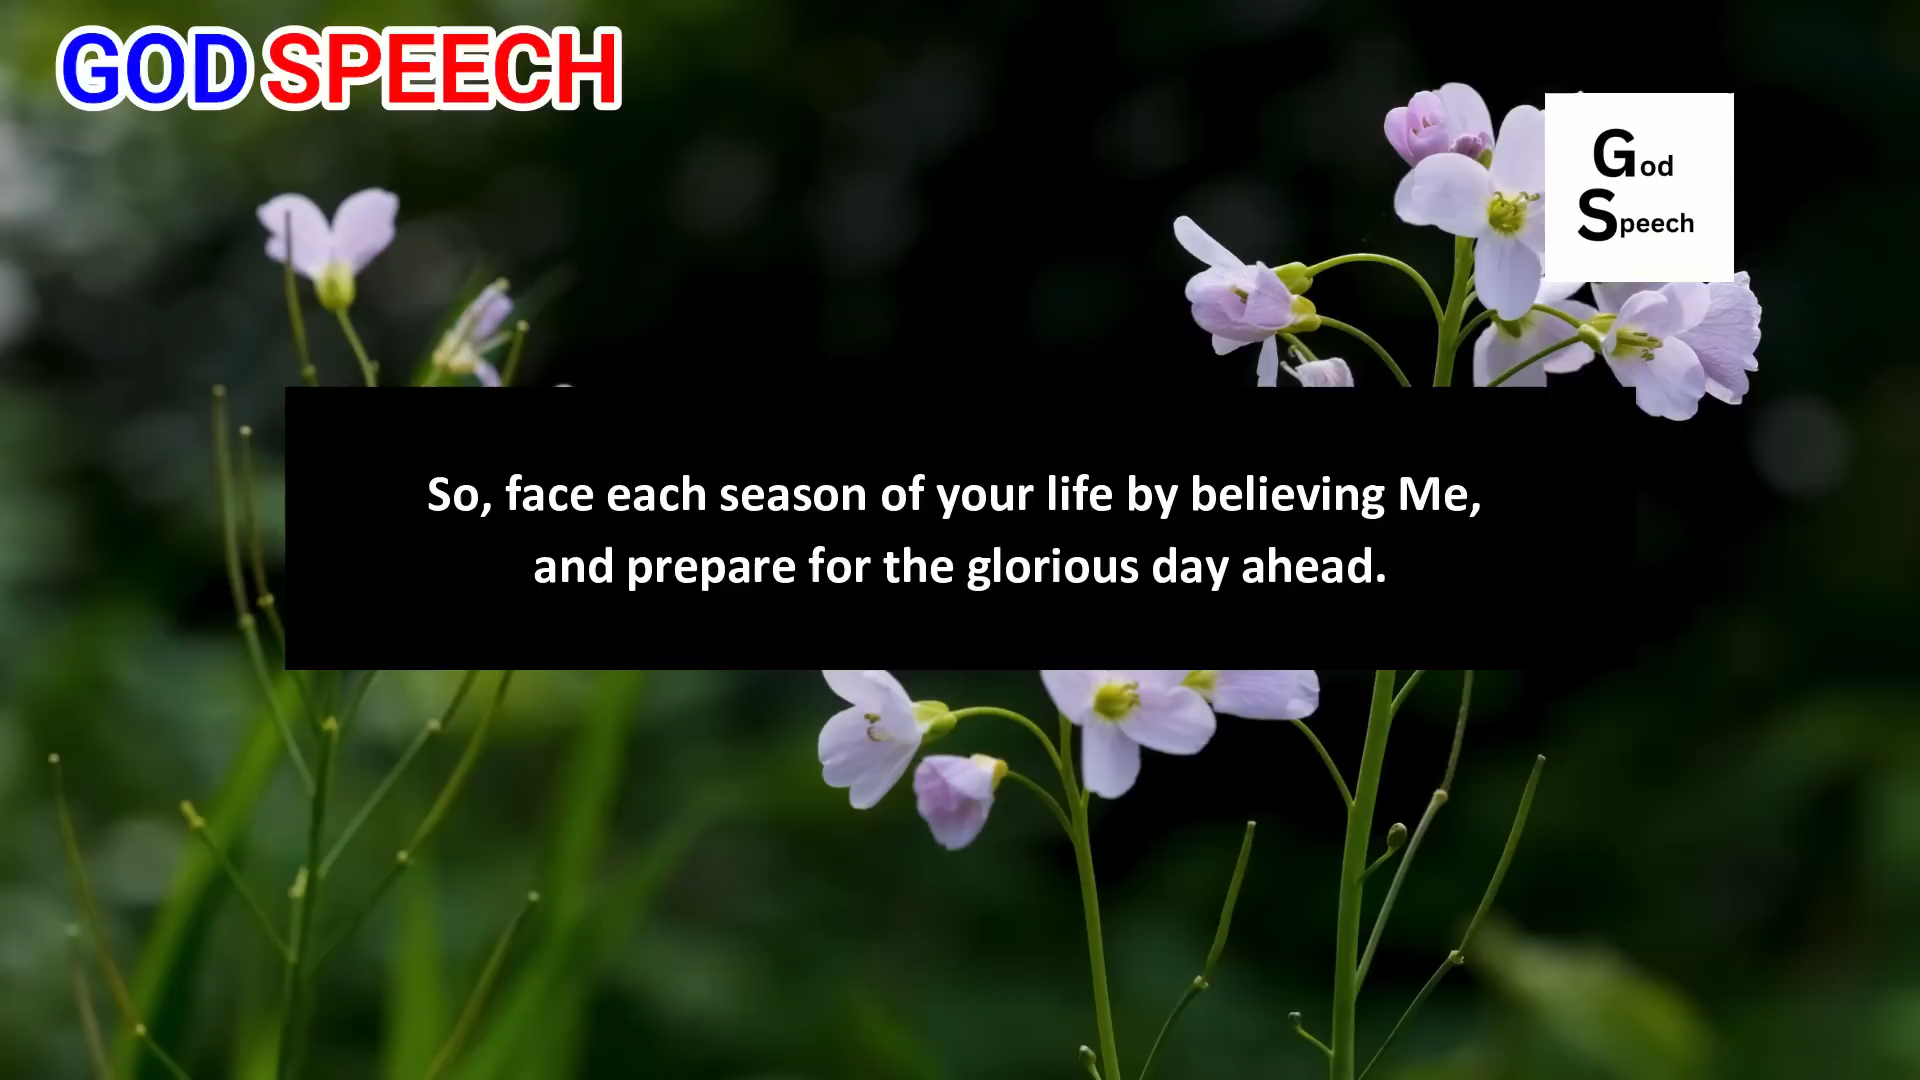 GOD SPEECH
God
Speech
So, face each season of your life by believing Me,
and prepare for the glorious day ahead.